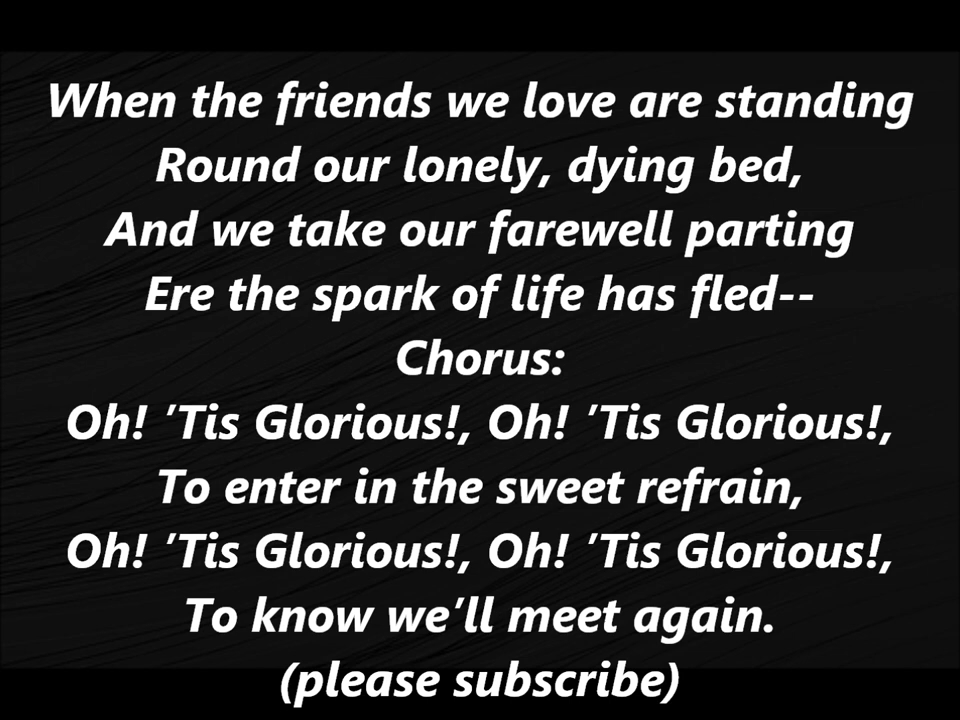 When the friends we love are standing
Round our lonely, dying bed,
And we take our farewell parting
Ere the spark of life has fled--
Chorus:
Oh! ’Tis Glorious!, Oh! ’Tis Glorious!,
To enter in the sweet refrain,
Oh! ’Tis Glorious!, Oh! ’Tis Glorious!,
To know we’ll meet again.
(please subscribe)